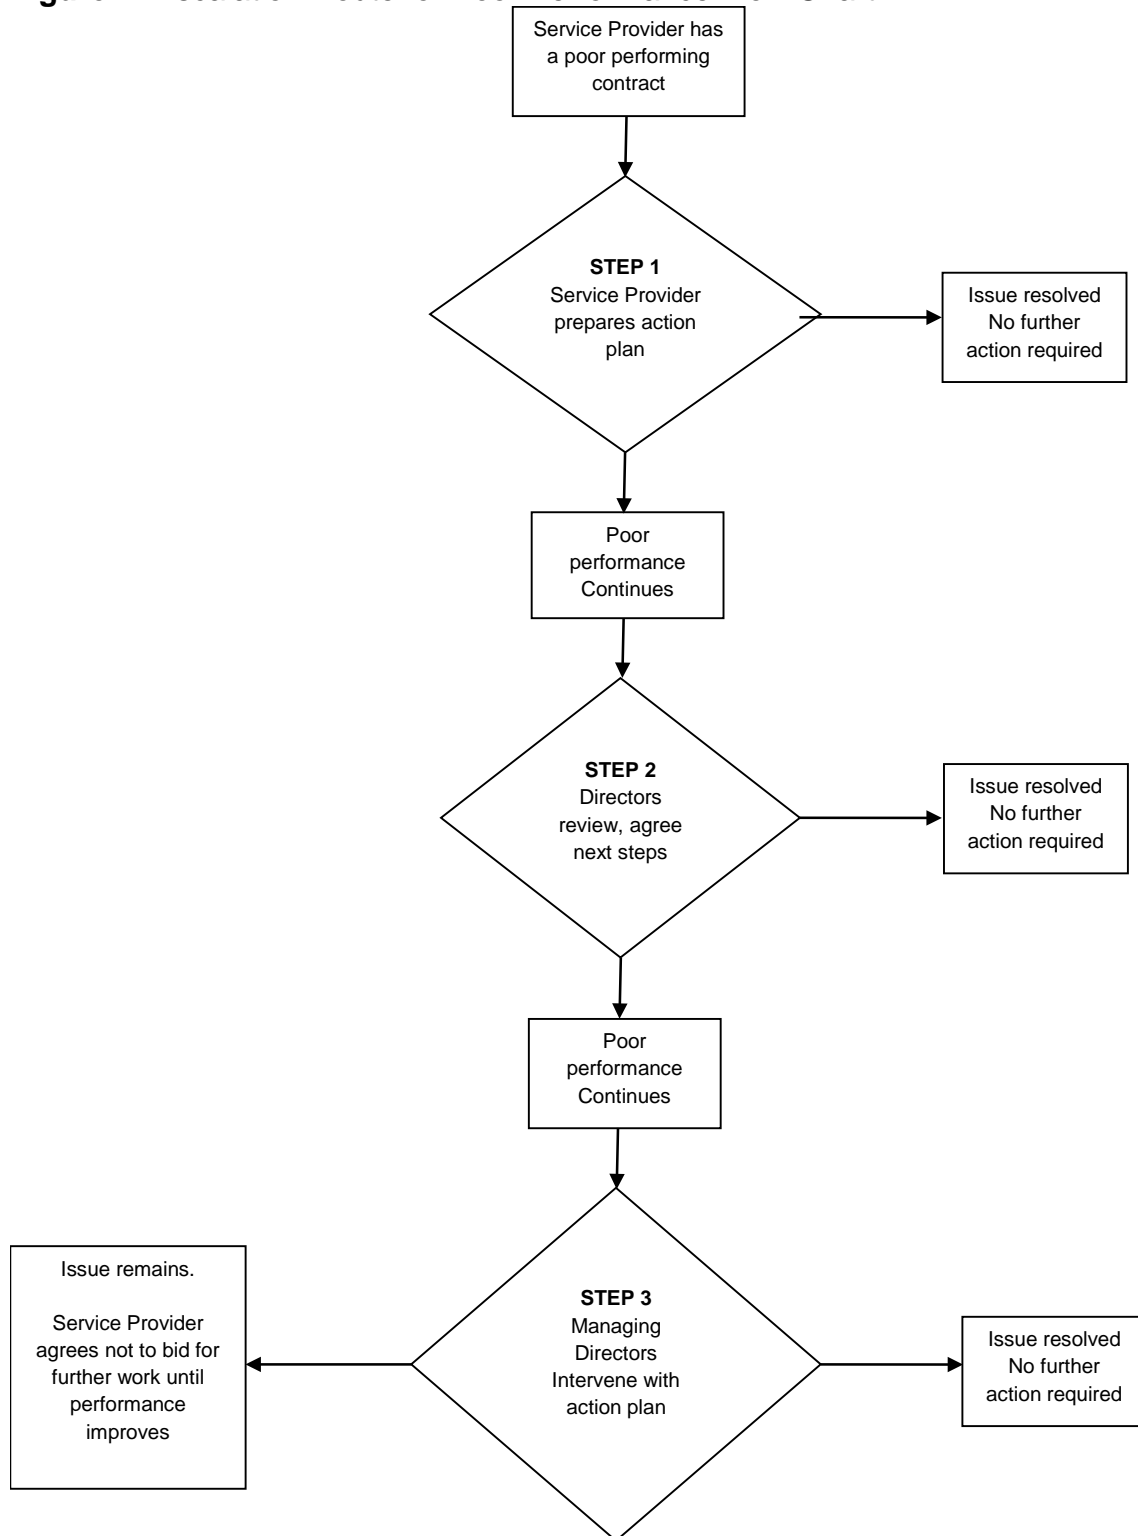 Service Provider has
a poor performing
contract
STEP 1
Service Provider
prepares action
plan
Issue resolved
No further
action required
Poor
performance
Continues
STEP 2
Directors
review, agree
next steps
Issue resolved
No further
action required
Poor
performance
Continues
Issue remains.
Service Provider
agrees not to bid for
further work until
performance
improves
STEP 3
Managing
Directors
Intervene with
action plan
Issue resolved
No further
action required